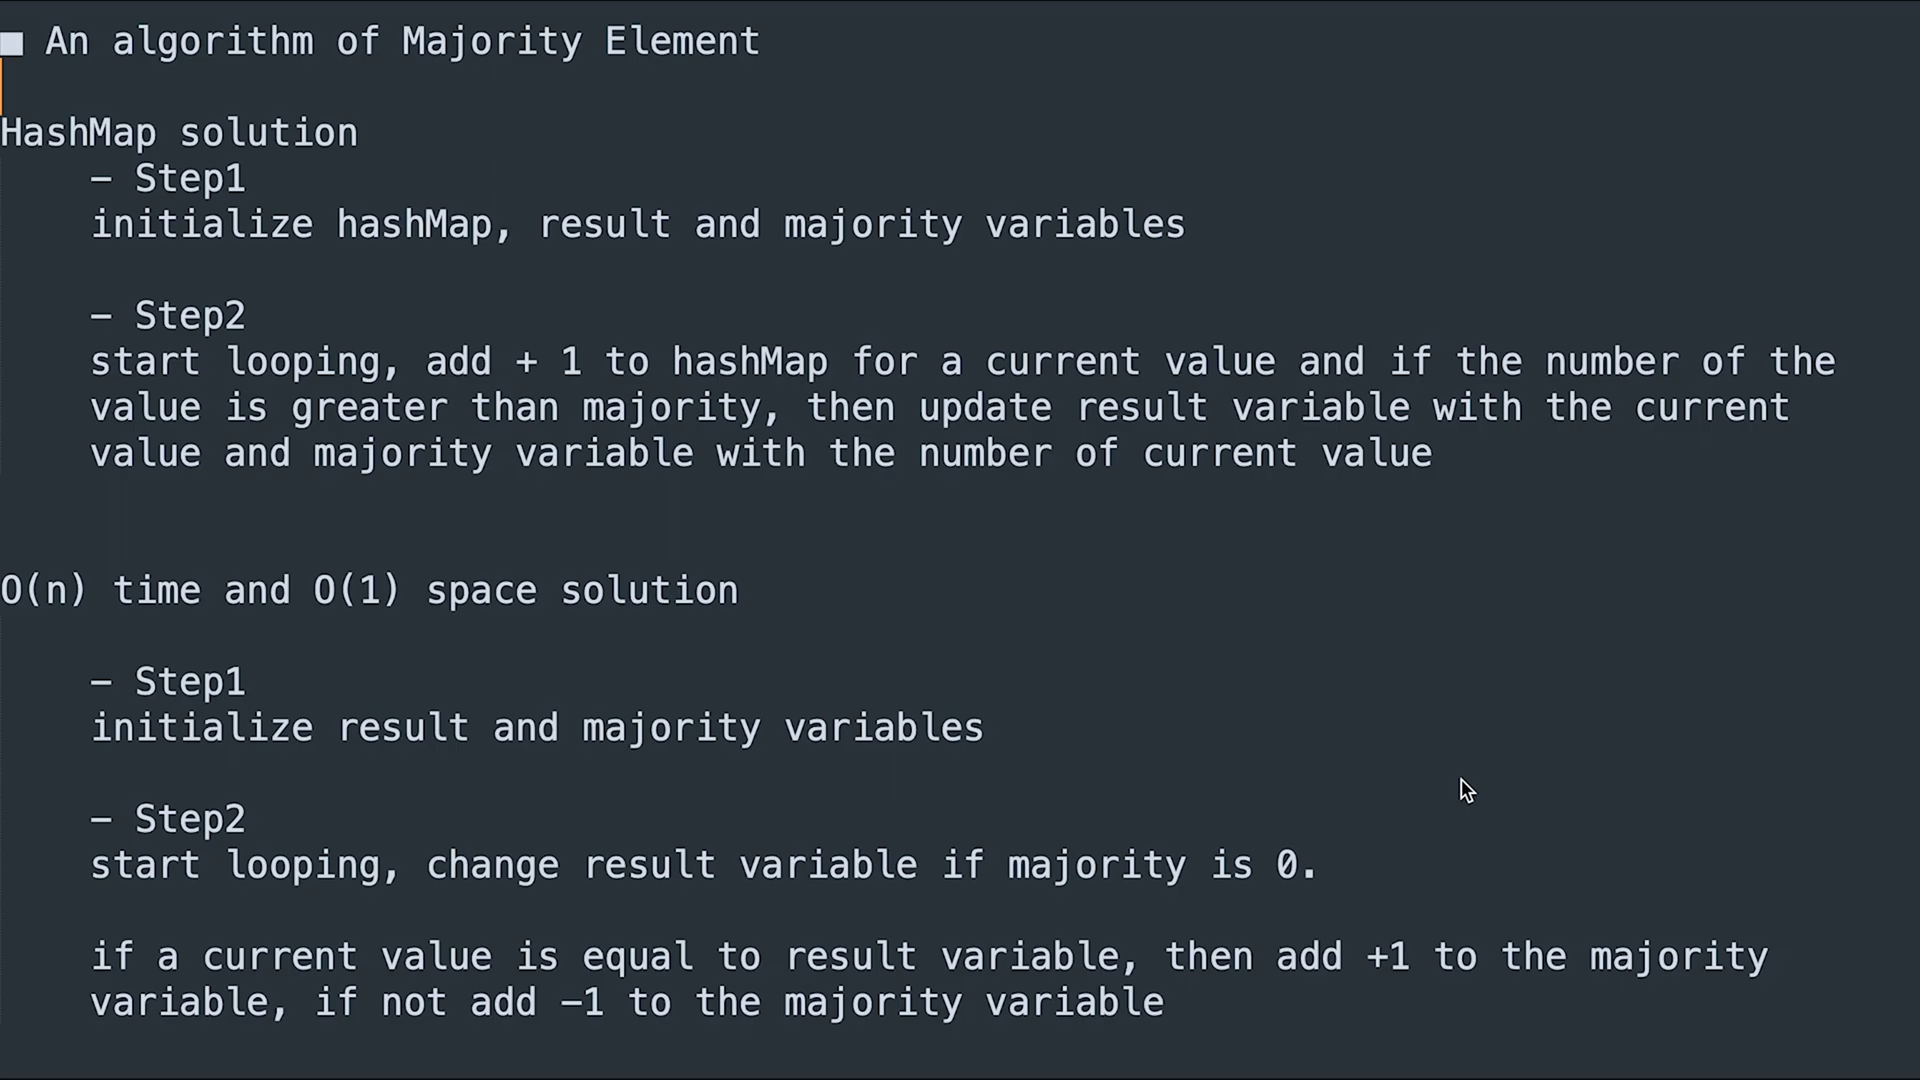 ■ An algorithm of Majority Element
HashMap solution
– Step1
initialize hashMap, result and majority variables
– Step2
start looping, add + 1 to hashMap for a current value and if the number of the
value is greater than majority, then update result variable with the current
value and majority variable with the number of current value
O(n) time and O(1) space solution
– Step1
initialize result and majority variables
– Step2
start looping, change result variable if majority is 0.
if a current value is equal to result variable, then add +1 to the majority
variable, if not add –1 to the majority variable